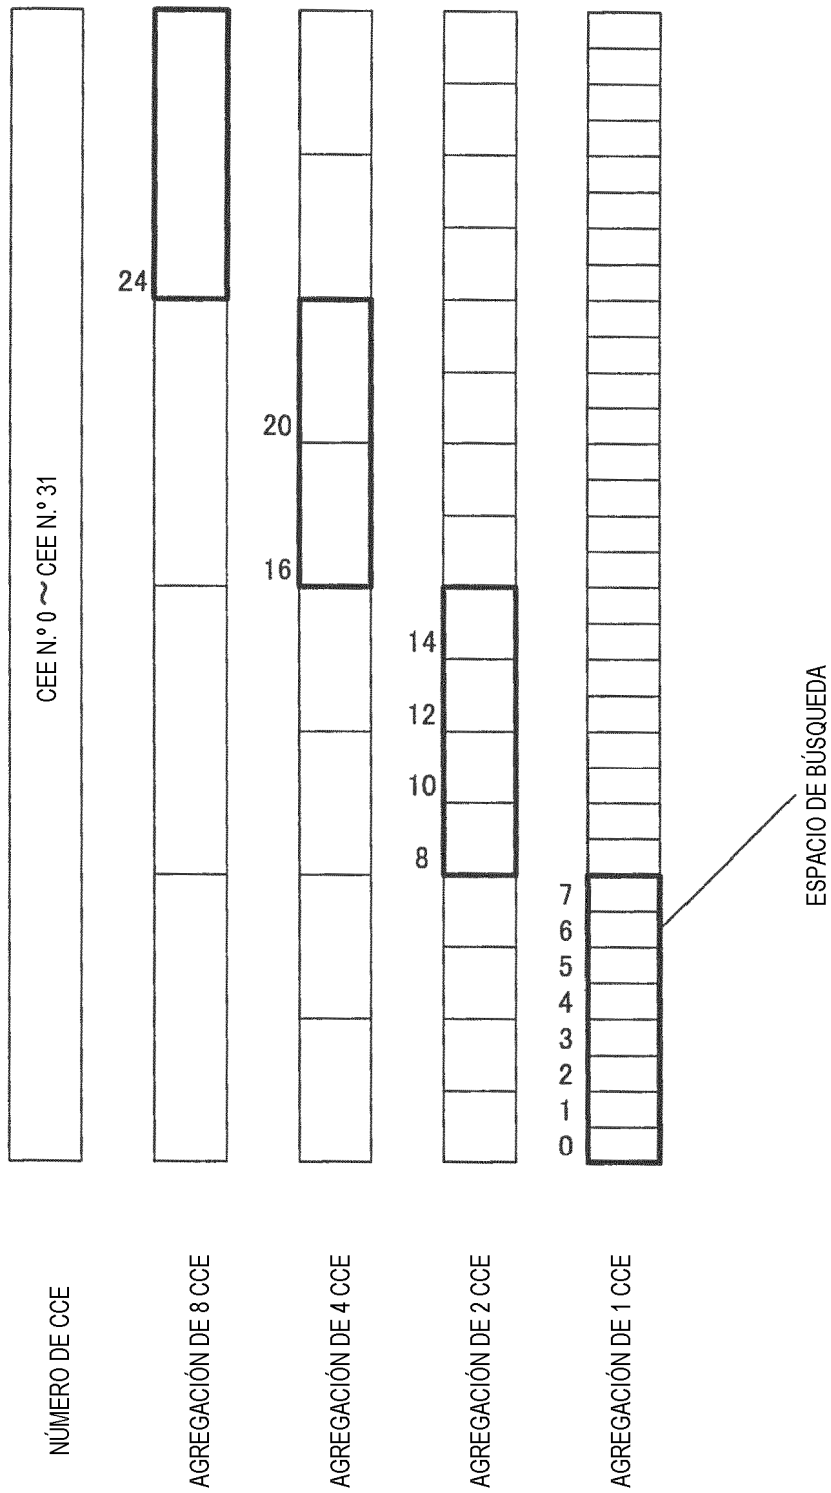 NÚMERO DE CCE
CEE N.º 0 ~ CEE N.º 31
AGREGACIÓN DE 8 CCE
24
AGREGACIÓN DE 4 CCE
16
20
AGREGACIÓN DE 2 CCE
8
10
12
14
AGREGACIÓN DE 1 CCE
0
1
2
3
4
5
6
7
ESPACIO DE BÚSQUEDA